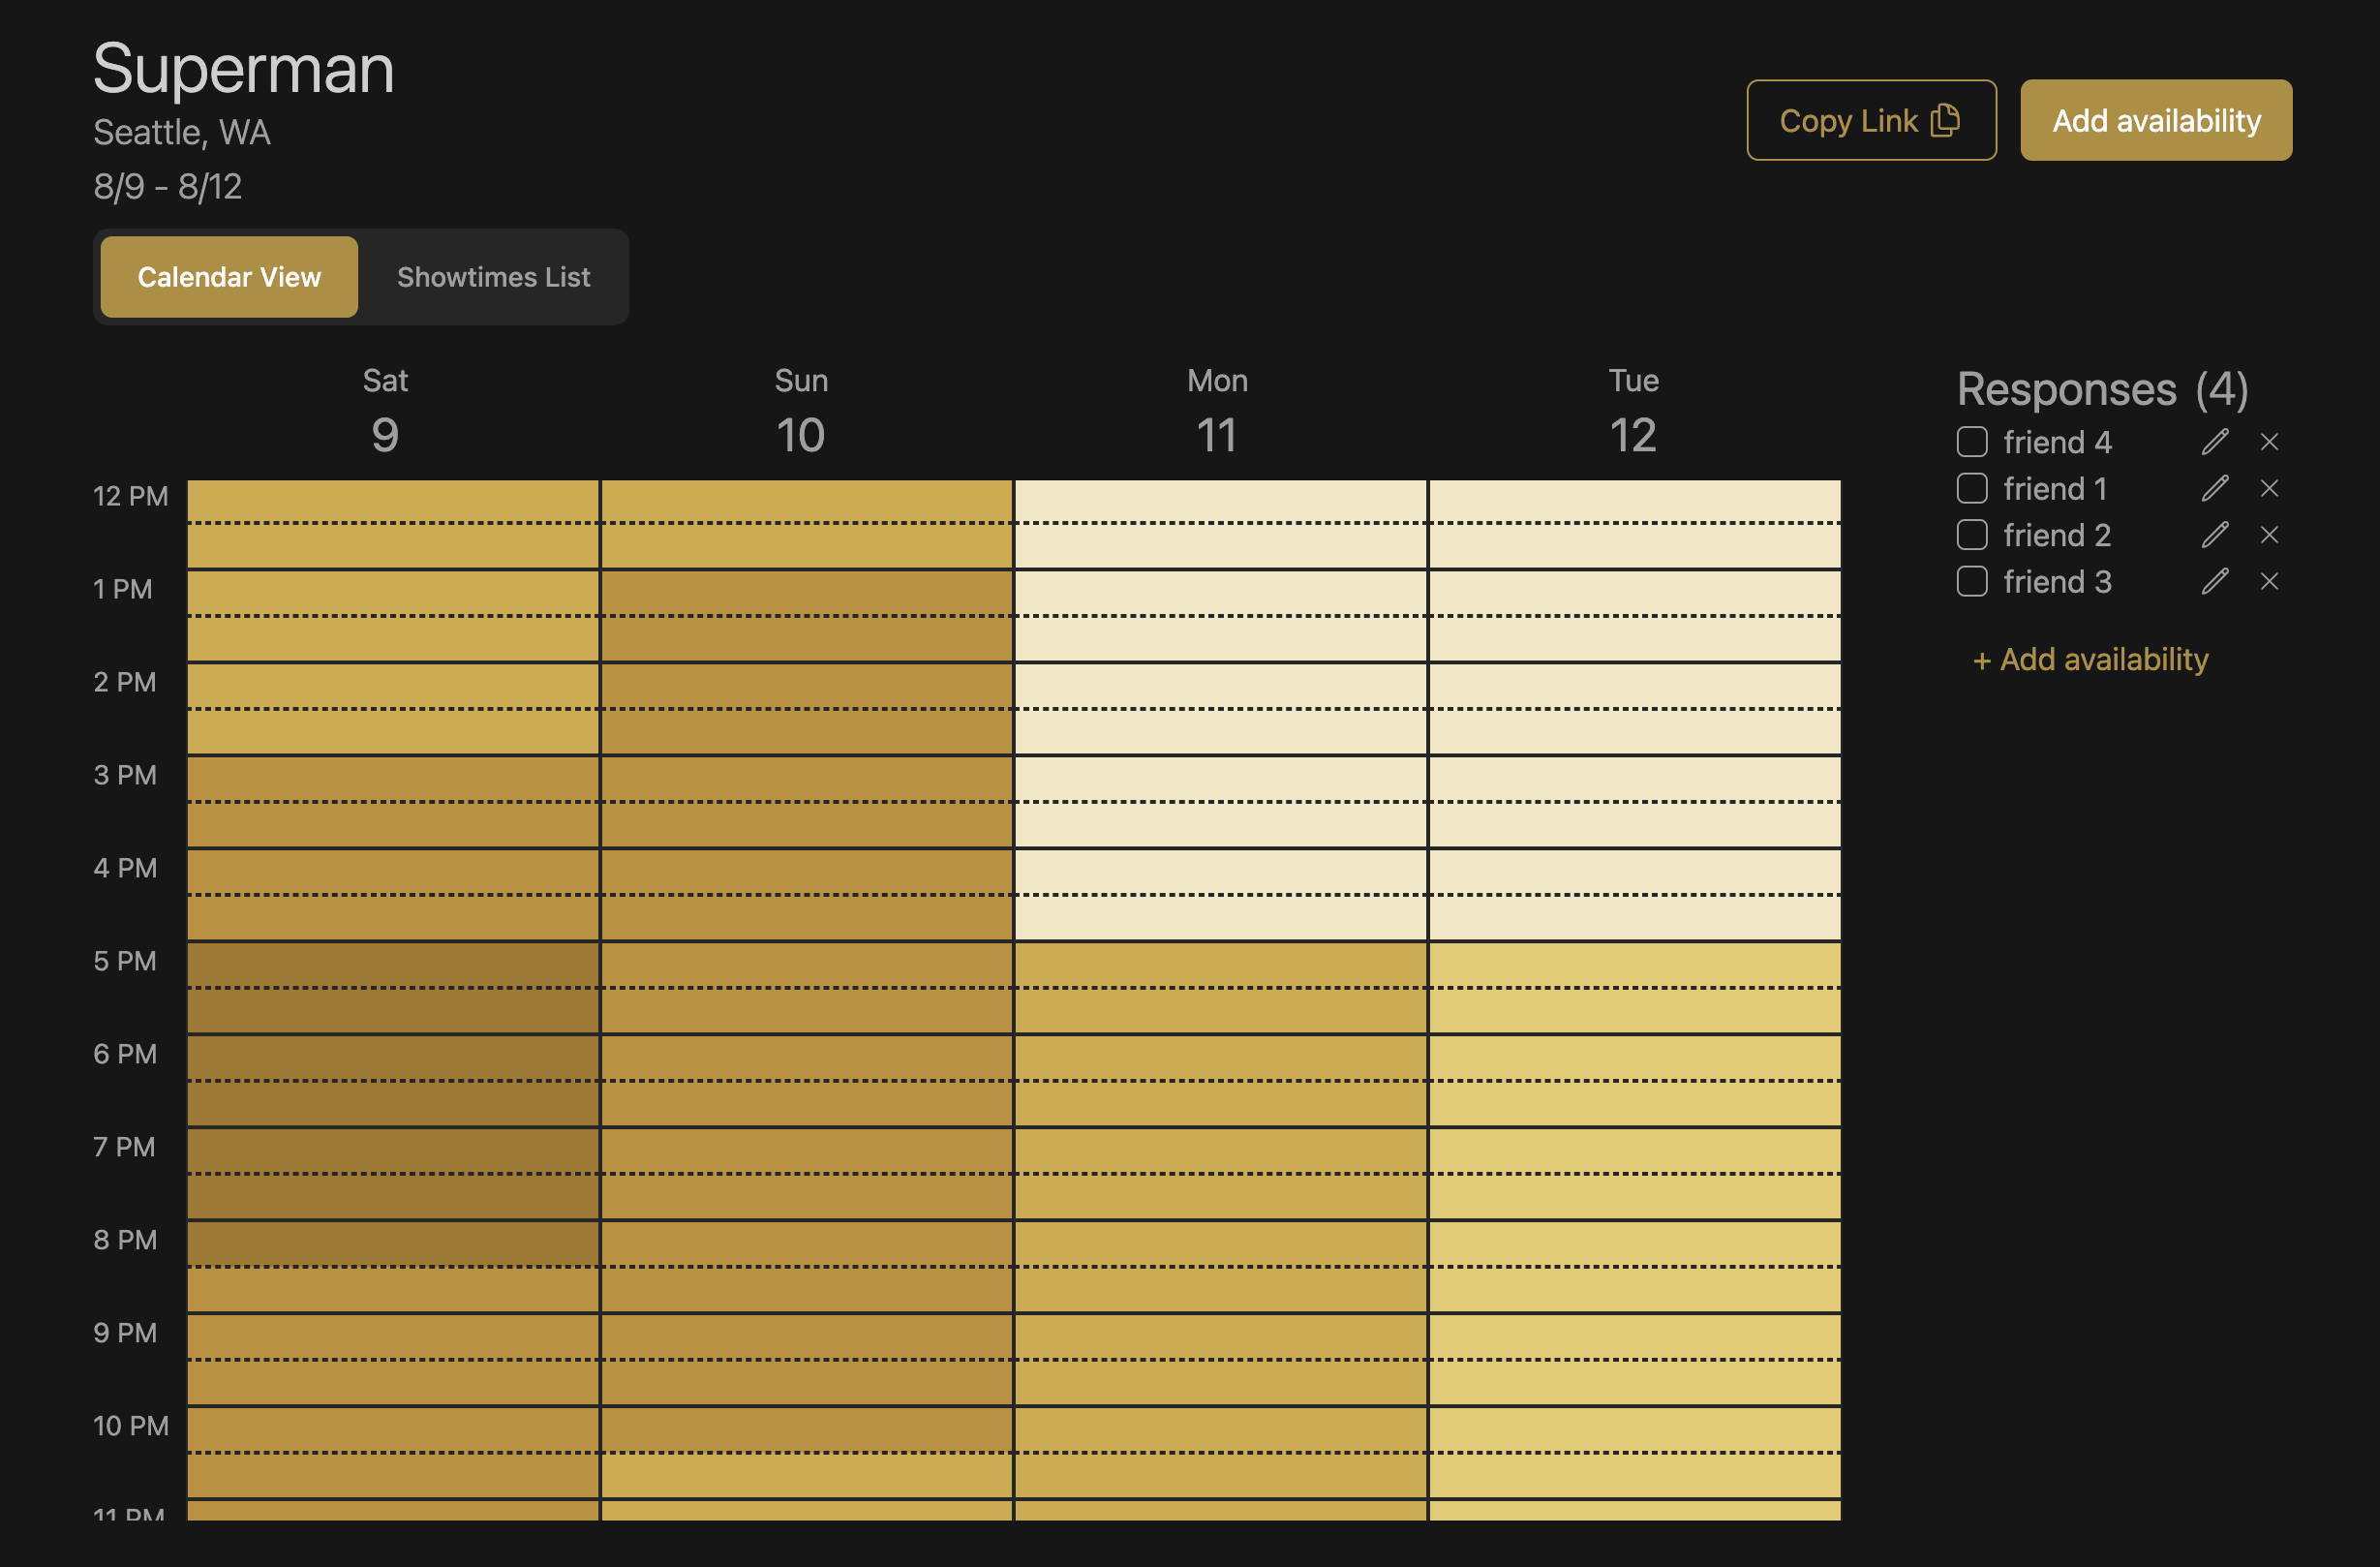 Superman
Seattle, WA
8/9 - 8/12
Copy Link
Add availability
Calendar View
Showtimes List
Sat
9
Sun
10
Mon
11
Tue
12
12 PM
1 PM
2 PM
3 PM
4 PM
5 PM
6 PM
7 PM
8 PM
9 PM
10 PM
11 PM
Responses (4)
friend 4
friend 1
friend 2
friend 3
+ Add availability